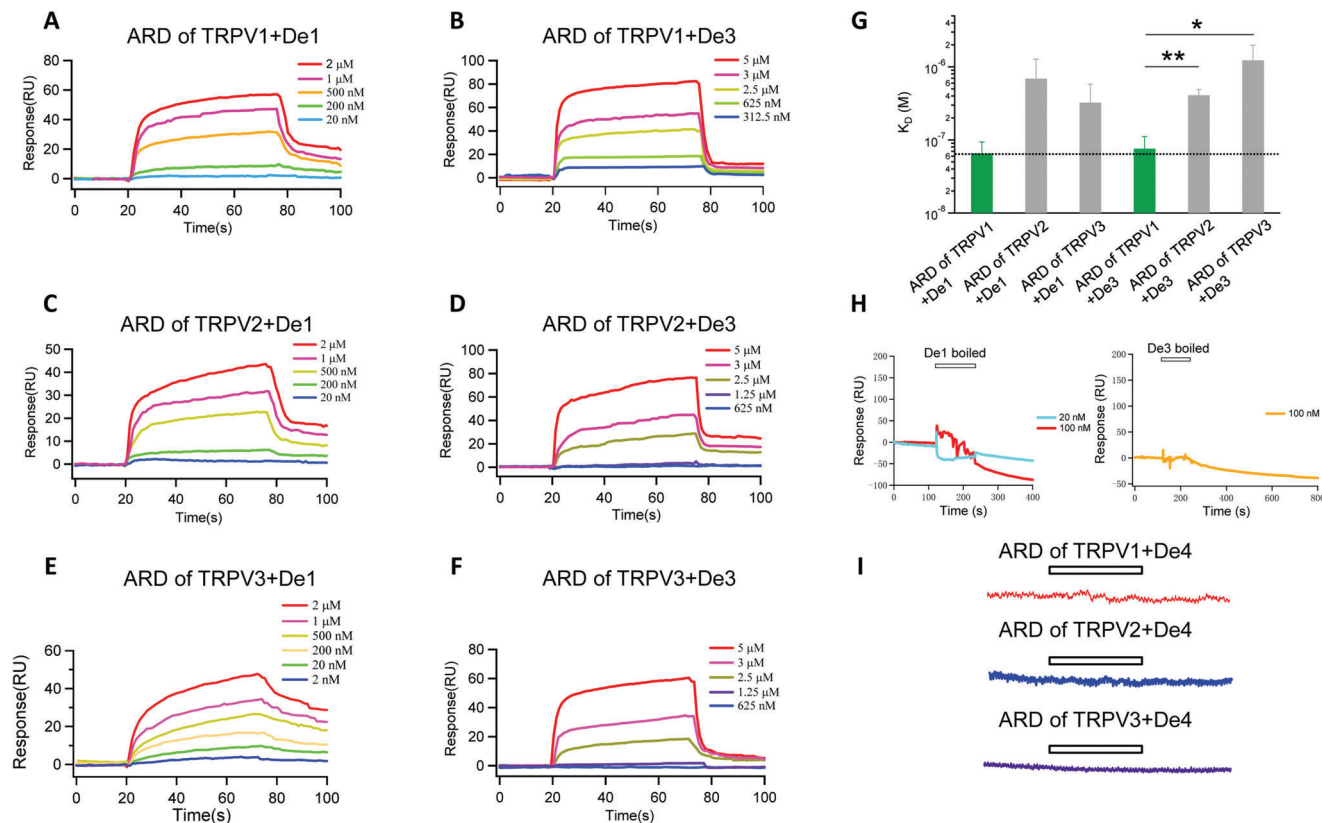 A
ARD of TRPV1+De1
Response(RU)
80
60
40
20
0
0 20 40 60 80 100
Time(s)
2 μM
1 μM
500 nM
200 nM
20 nM
B
ARD of TRPV1+De3
Response(RU)
100
80
60
40
20
0
0 20 40 60 80 100
Time(s)
5 μM
3 μM
2.5 μM
625 nM
312.5 nM
C
ARD of TRPV2+De1
Response(RU)
50
40
30
20
10
0
0 20 40 60 80 100
Time(s)
2 μM
1 μM
500 nM
200 nM
20 nM
D
ARD of TRPV2+De3
Response(RU)
100
80
60
40
20
0
0 20 40 60 80 100
Time(s)
5 μM
3 μM
2.5 μM
1.25 μM
625 nM
E
ARD of TRPV3+De1
Response(RU)
60
40
20
0
0 20 40 60 80 100
Time(s)
2 μM
1 μM
500 nM
200 nM
20 nM
2 nM
F
ARD of TRPV3+De3
Response(RU)
100
80
60
40
20
0
0 20 40 60 80 100
Time(s)
5 μM
3 μM
2.5 μM
1.25 μM
625 nM
G
K_D (M)
10^-6
6
4
2
10^-7
6
4
2
10^-8
*
**
ARD of TRPV1
+De1
ARD of TRPV2
+De1
ARD of TRPV3
+De1
ARD of TRPV1
+De3
ARD of TRPV2
+De3
ARD of TRPV3
+De3
H
De1 boiled
Response (RU)
200
150
100
50
0
-50
-100
0 100 200 300 400
Time (s)
20 nM
100 nM
De3 boiled
Response (RU)
200
150
100
50
0
-50
0 200 400 600 800
Time (s)
100 nM
I
ARD of TRPV1+De4
ARD of TRPV2+De4
ARD of TRPV3+De4